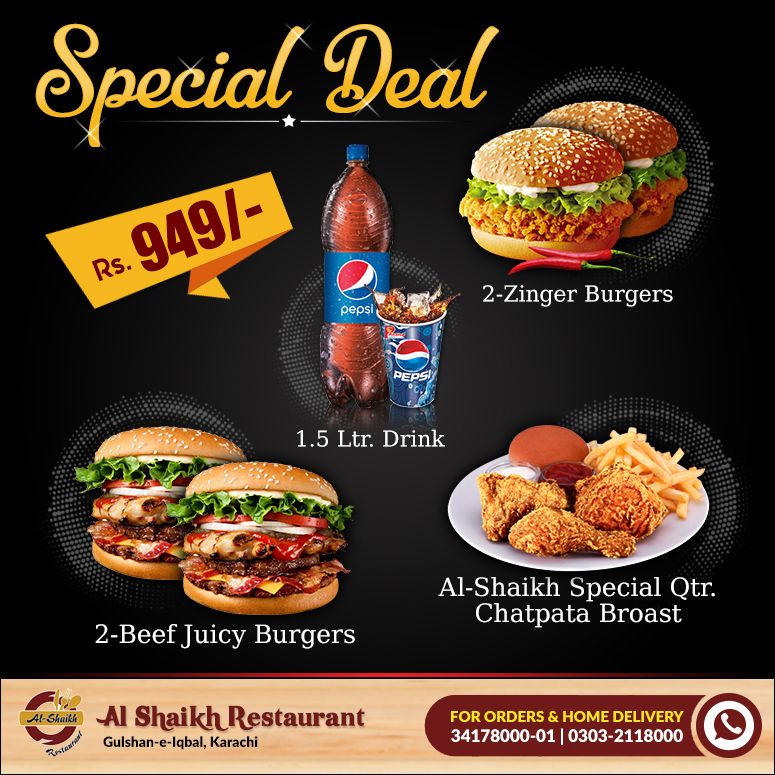 Special Deal
Rs. 949/-
pepsi
PEPSI
2-Zinger Burgers
1.5 Ltr. Drink
2-Beef Juicy Burgers
Al-Shaikh Special Qtr.
Chatpata Broast
Al-Shaikh
Restaurant
Al Shaikh Restaurant
Gulshan-e-Iqbal, Karachi
FOR ORDERS & HOME DELIVERY
34178000-01 | 0303-2118000